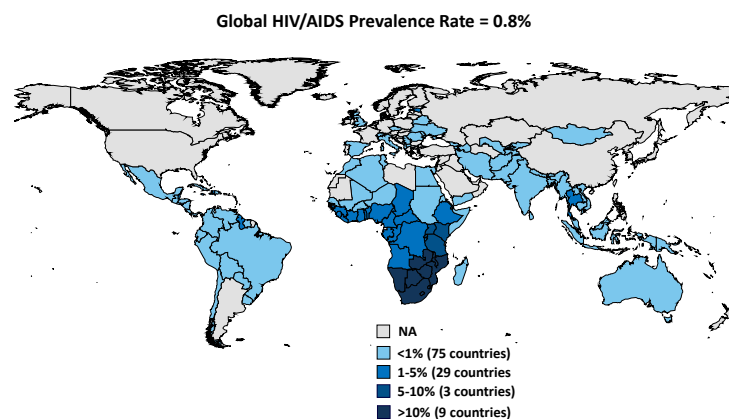 Global HIV/AIDS Prevalence Rate = 0.8%
NA
<1% (75 countries)
1-5% (29 countries
5-10% (3 countries)
>10% (9 countries)